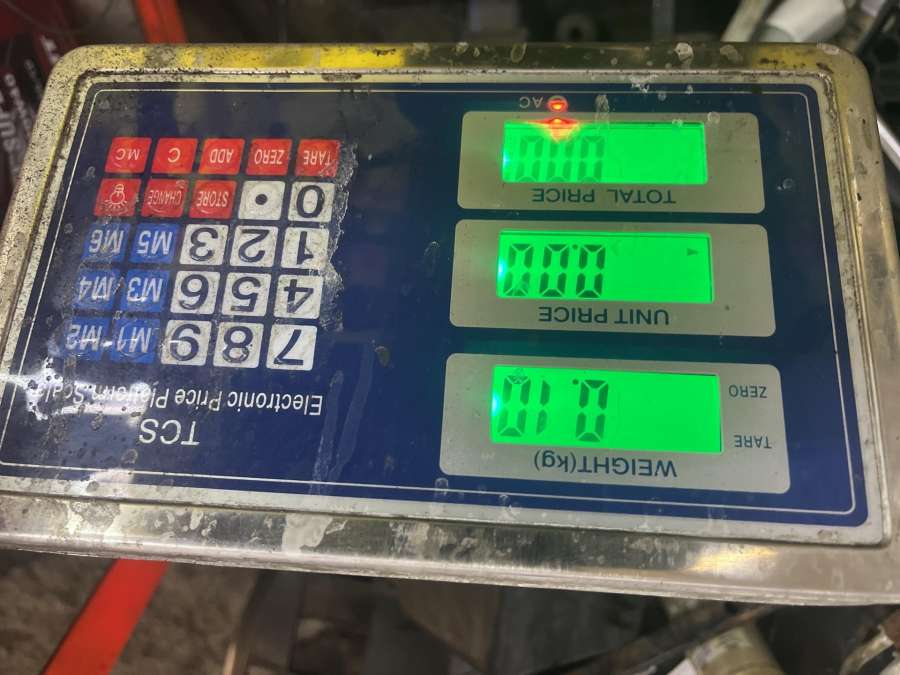 WEIGHT(kg)
TARE
ZERO
0.10
UNIT PRICE
0.00
TOTAL PRICE
0.00
AC
TCS
Electronic Price Platform Scale
7 8 9 M1 M2
4 5 6 M3 M4
1 2 3 M5 M6
0 • STORE CHANGE
TARE ZERO ADD C M.C